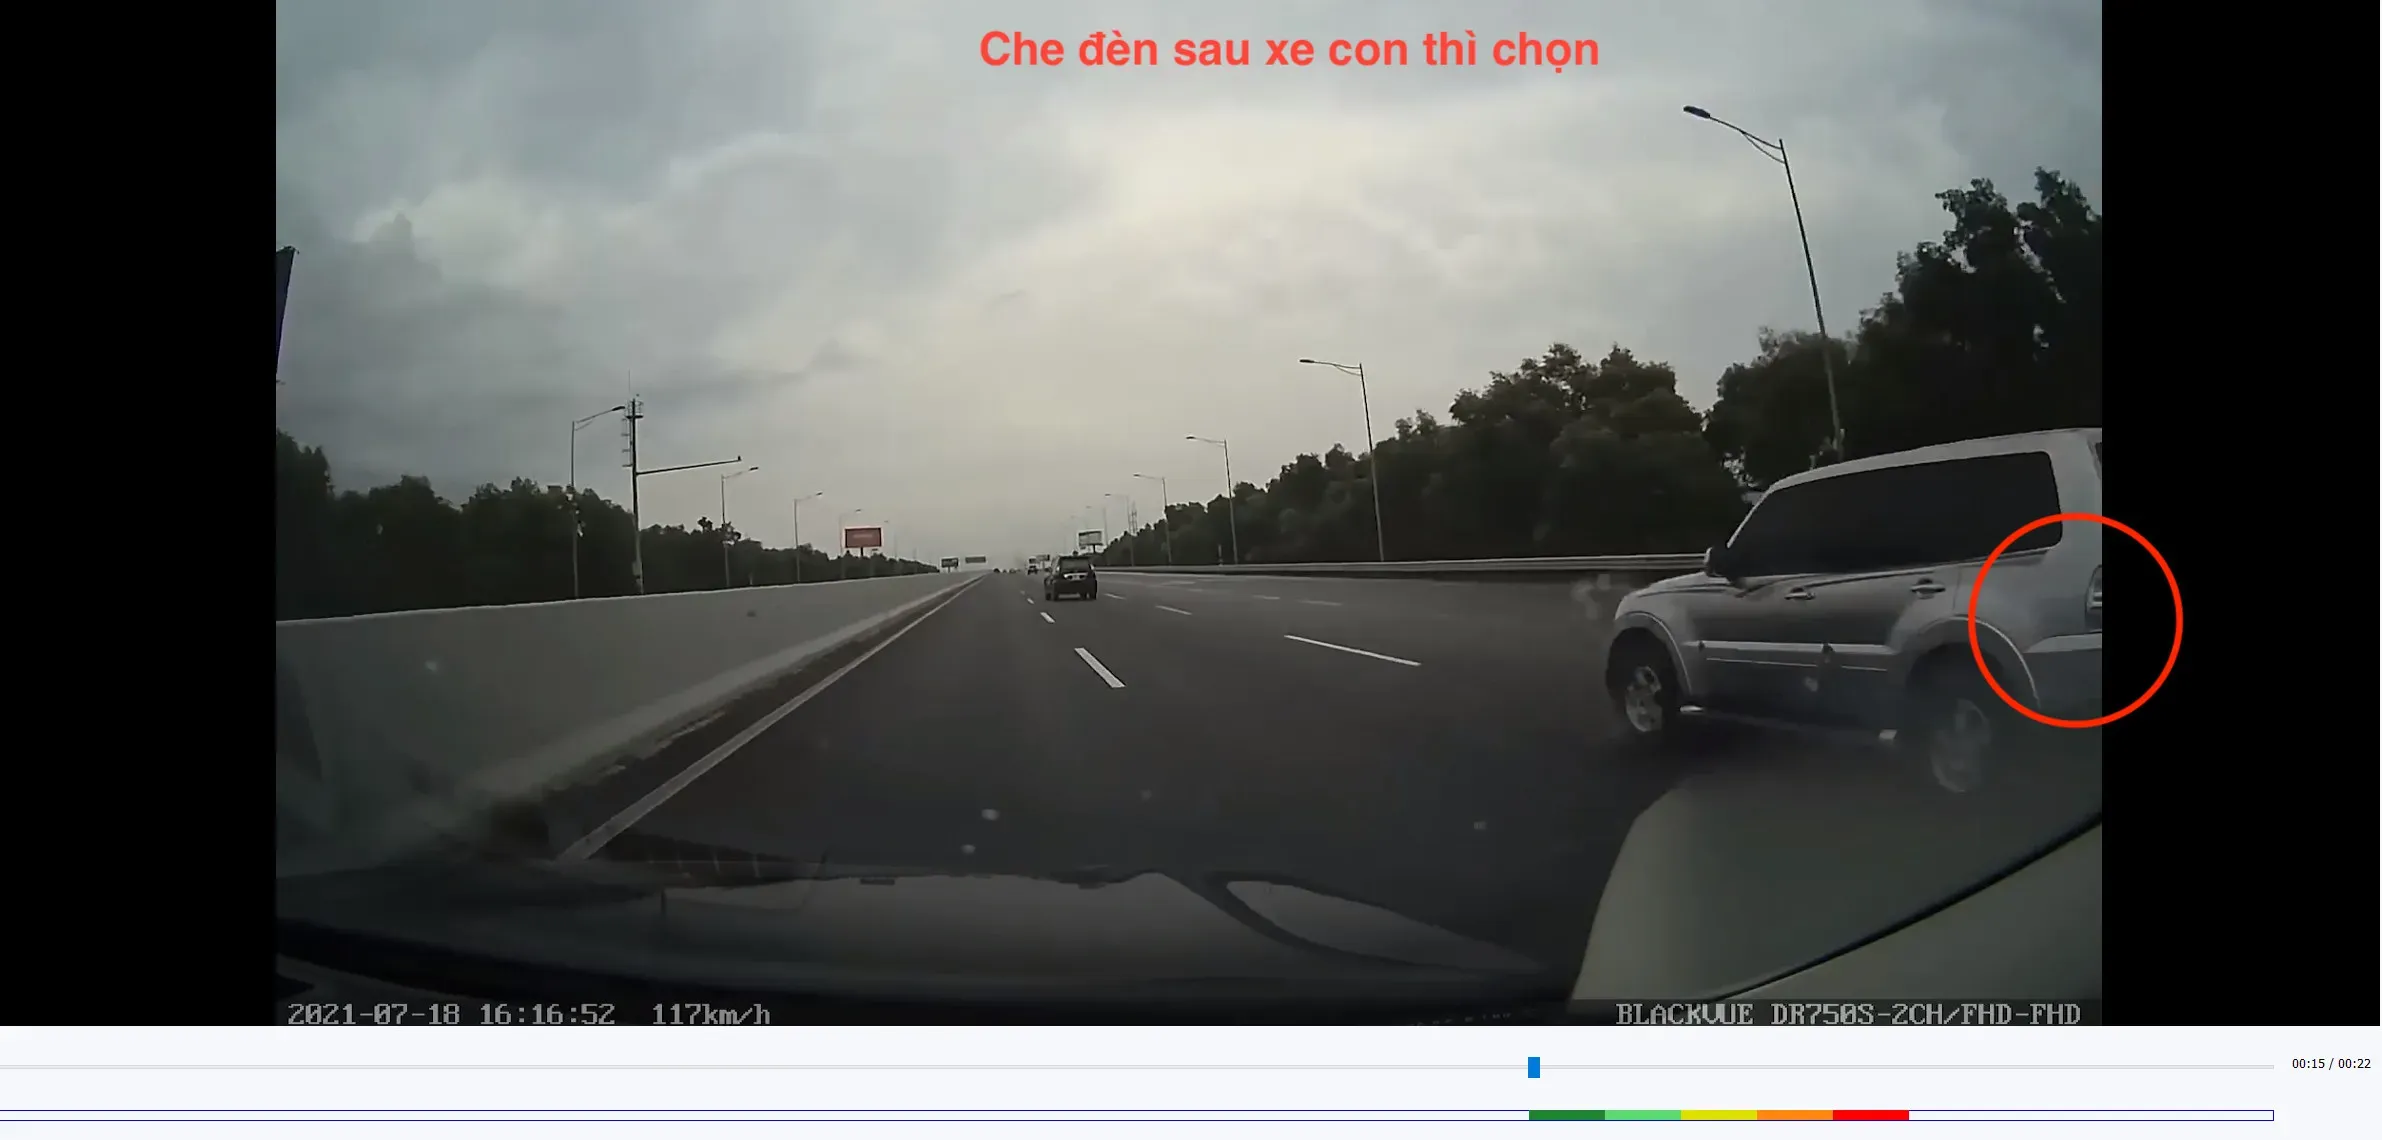 Che đèn sau xe con thì chọn
2021-07-18 16:16:52 117km/h
BLACKVUE DR750S-2CH/FHD-FHD
00:15 / 00:22